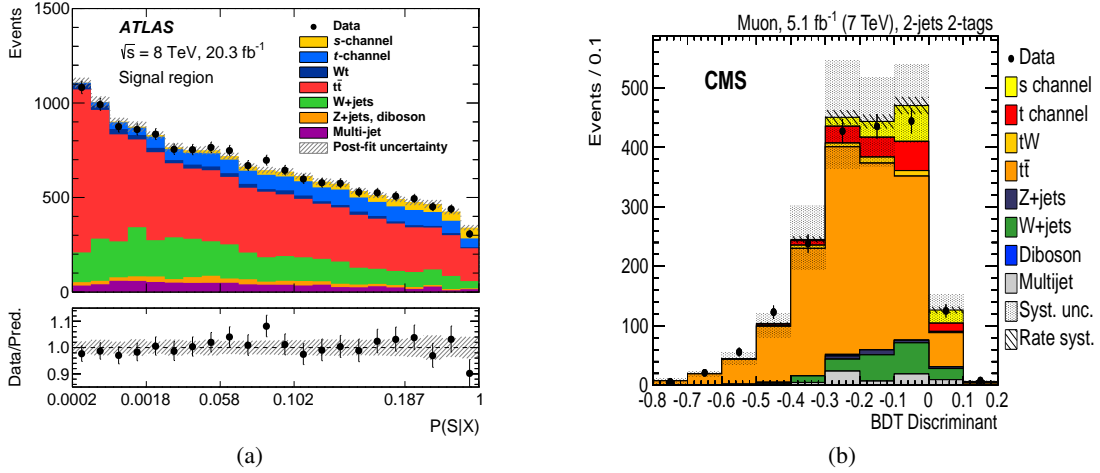 Events
1500
1000
500
0
ATLAS
√s = 8 TeV, 20.3 fb⁻¹
Signal region
Data
s-channel
t-channel
Wt
tt̄
W+jets
Z+jets, diboson
Multi-jet
Post-fit uncertainty
Data/Pred.
1.1
1.0
0.9
0.0002 0.0018 0.058 0.102 0.187 1
P(S|X)
(a)
Muon, 5.1 fb⁻¹ (7 TeV), 2-jets 2-tags
Events / 0.1
500
400
300
200
100
0
CMS
Data
s channel
t channel
tW
tt̄
Z+jets
W+jets
Diboson
Multijet
Syst. unc.
Rate syst.
-0.8 -0.7 -0.6 -0.5 -0.4 -0.3 -0.2 -0.1 0 0.1 0.2
BDT Discriminant
(b)